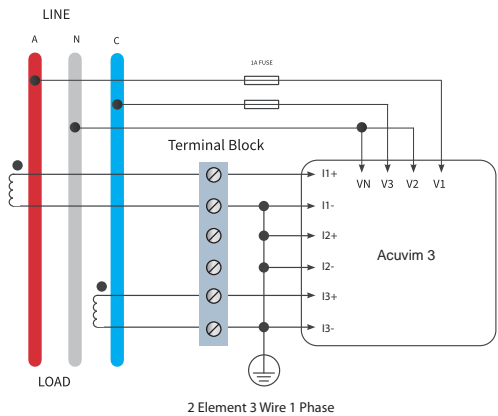 LINE
A N C
1A FUSE
Terminal Block
I1+
I1-
I2+
I2-
I3+
I3-
VN V3 V2 V1
Acuvim 3
LOAD
2 Element 3 Wire 1 Phase